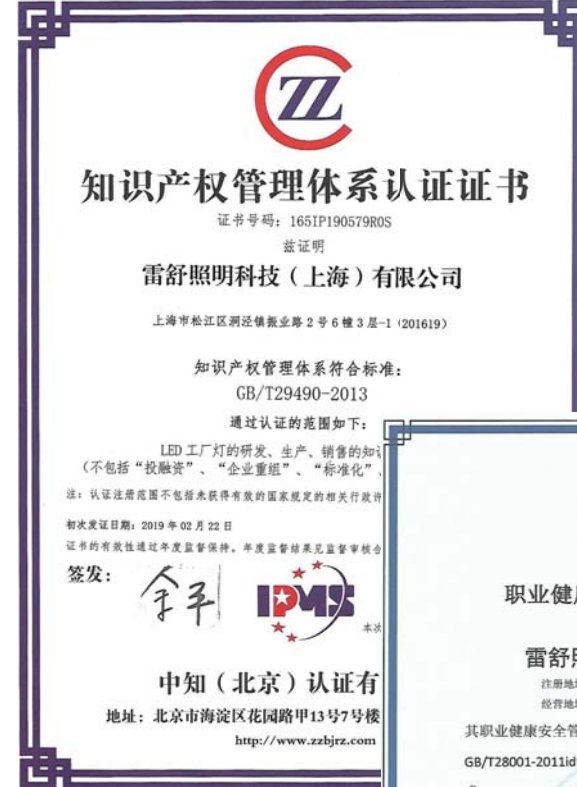 ZZ
知识产权管理体系认证证书
证书号码：165IP190579R0S
兹证明
雷舒照明科技（上海）有限公司
上海市松江区洞泾镇振业路2号6幢3层-1（201619）
知识产权管理体系符合标准：
GB/T29490-2013
通过认证的范围如下：
LED工厂灯的研发、生产、销售的知
（不包括“投融资”、“企业重组”、“标准化”、
注：认证注册范围不包括未获得有效的国家规定的相关行政许
初次发证日期：2019年02月22日
证书的有效性通过年度监督保持。年度监督结果见监督审核合
签发：
IPMS
本次
中知（北京）认证有
地址：北京市海淀区花园路甲13号7号楼
http://www.zzbjrz.com
职业健
雷舒
注册地
经营地
其职业健康安全管
GB/T28001-2011id